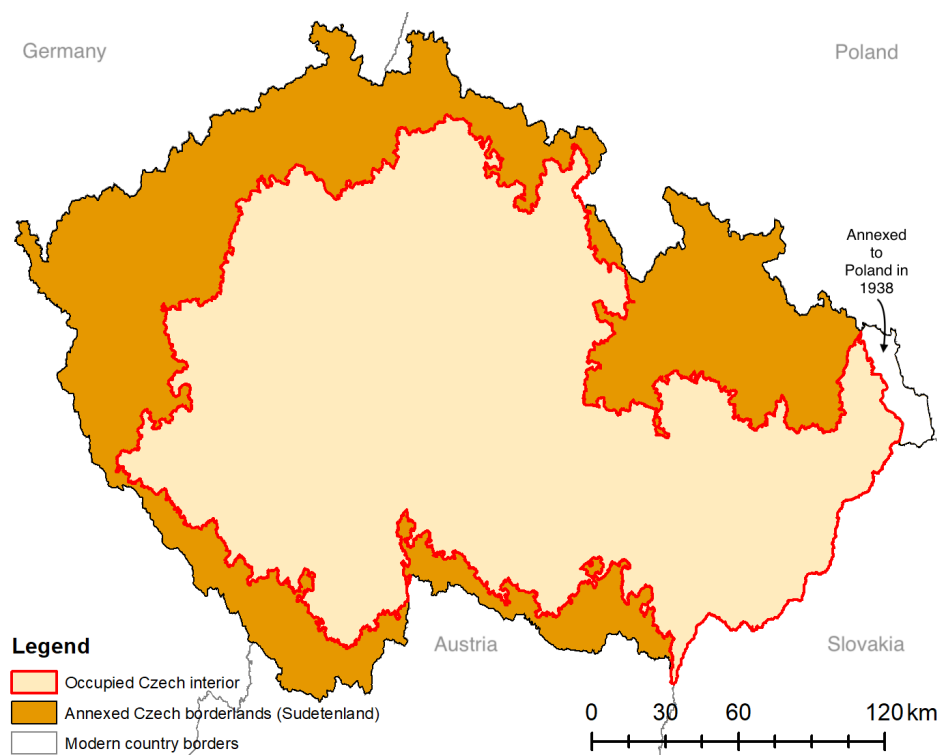 Germany
Poland
Annexed
to
Poland in
1938
Austria
Slovakia
Legend
Occupied Czech interior
Annexed Czech borderlands (Sudetenland)
Modern country borders
0 30 60 120 km